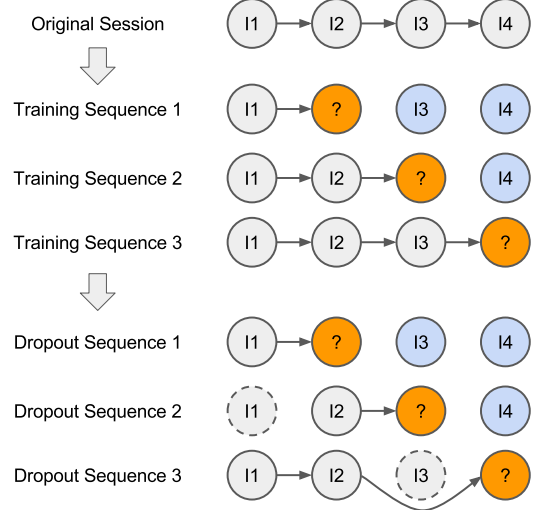 Original Session I1 I2 I3 I4
Training Sequence 1 I1 ? I3 I4
Training Sequence 2 I1 I2 ? I4
Training Sequence 3 I1 I2 I3 ?
Dropout Sequence 1 I1 ? I3 I4
Dropout Sequence 2 I1 I2 ? I4
Dropout Sequence 3 I1 I2 I3 ?